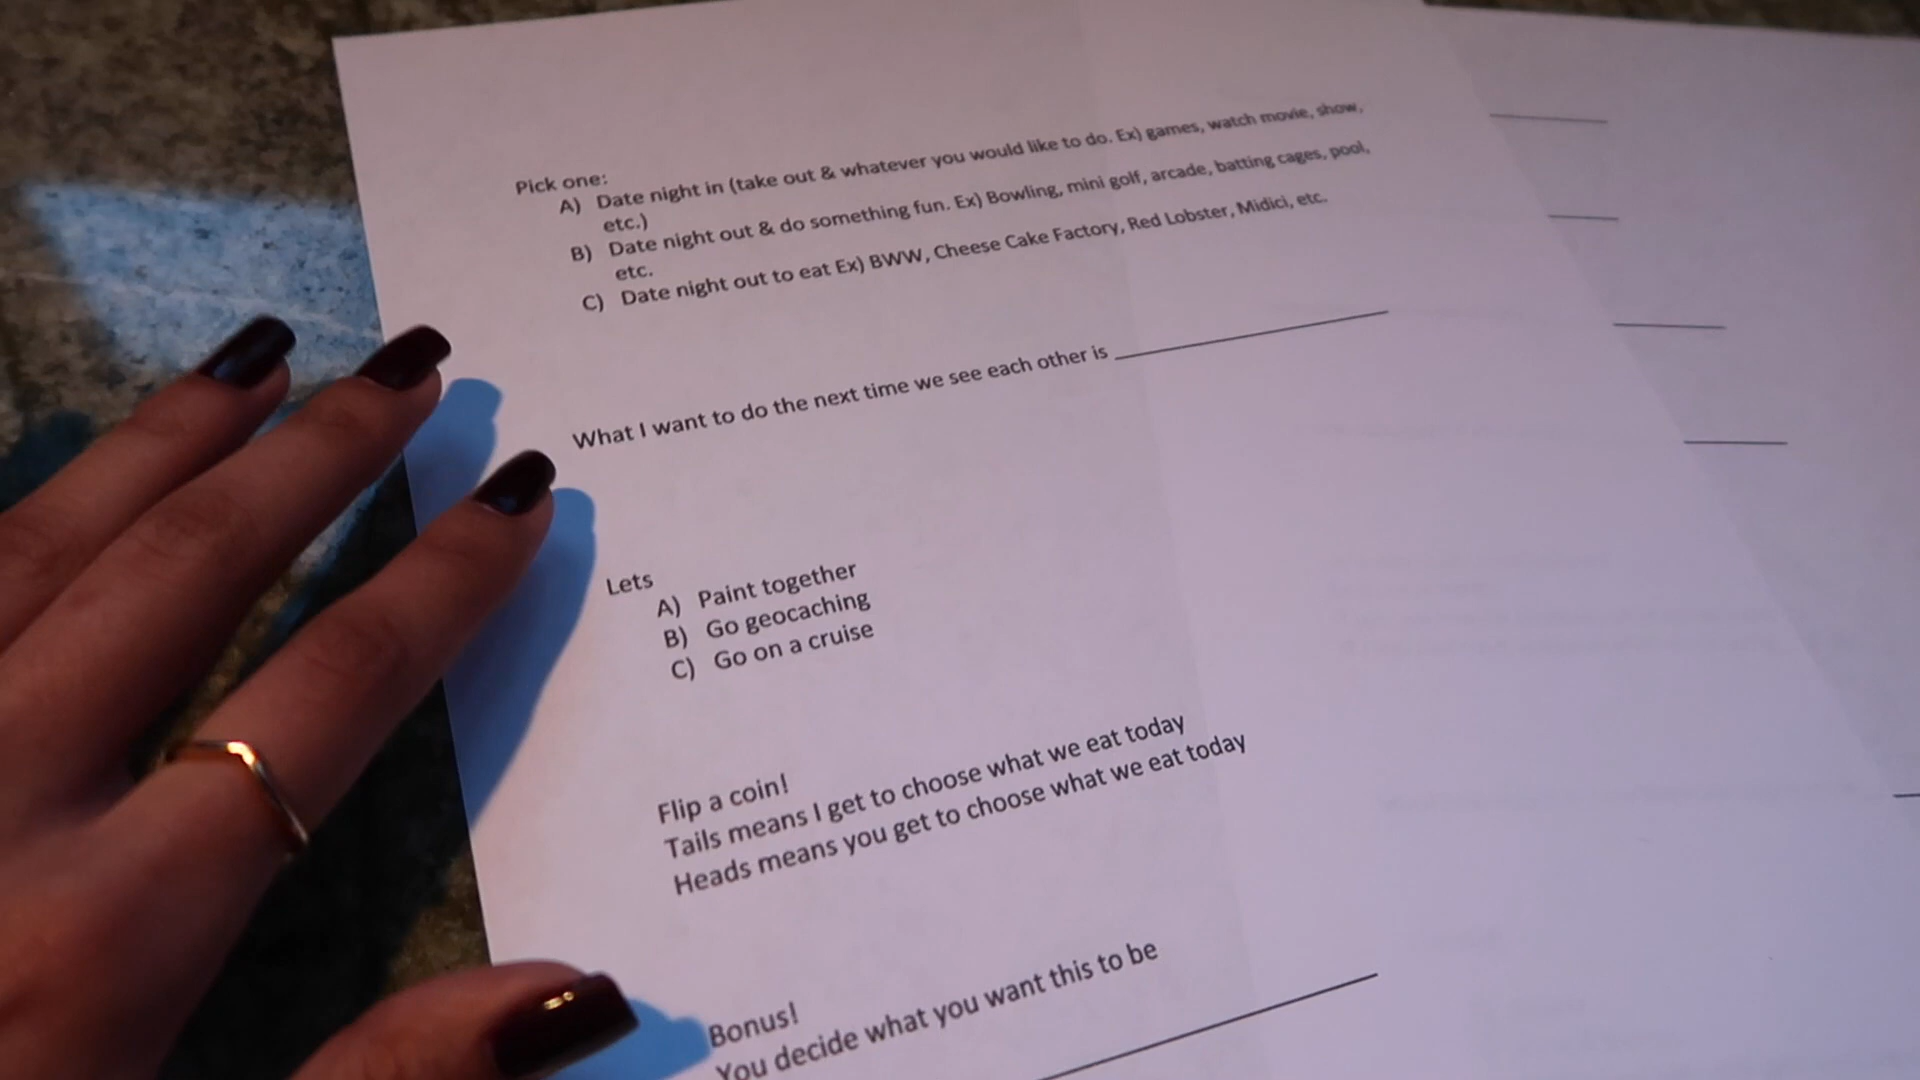 Pick one:
A) Date night in (take out & whatever you would like to do. Ex) games, watch movie, show,
etc.)
B) Date night out & do something fun. Ex) Bowling, mini golf, arcade, batting cages, pool,
etc.
C) Date night out to eat Ex) BWW, Cheese Cake Factory, Red Lobster, Midici, etc.
What I want to do the next time we see each other is
Lets
A) Paint together
B) Go geocaching
C) Go on a cruise
Flip a coin!
Tails means I get to choose what we eat today
Heads means you get to choose what we eat today
Bonus!
You decide what you want this to be